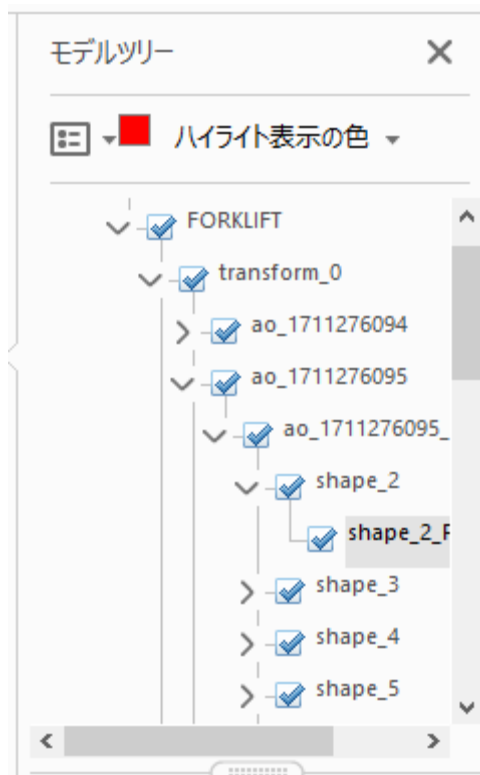 モデルツリー
ハイライト表示の色
FORKLIFT
transform_0
ao_1711276094
ao_1711276095
ao_1711276095_
shape_2
shape_2_F
shape_3
shape_4
shape_5